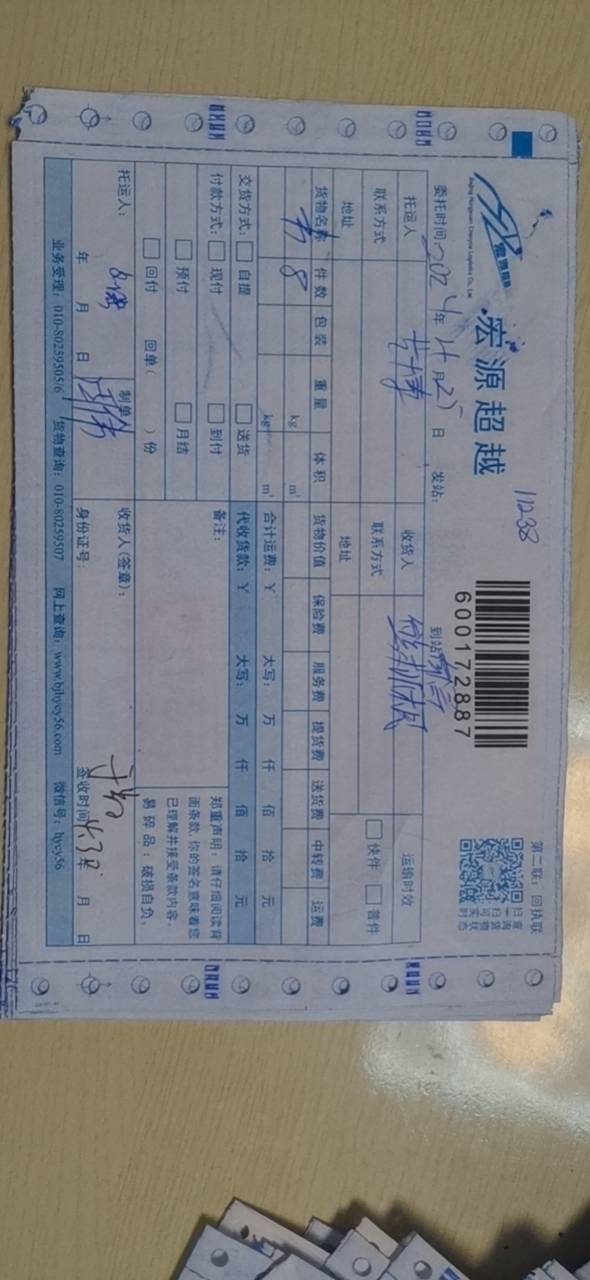 宏源超越
11238
600172887
第二联：回执联
委托时间：2024年4月25日 发站： 到站：
托运人 收货人 运输时效
联系方式 联系方式 快件 普件
地址 地址
货物名称 件数 包装 重量 体积 货物价值 保险费 服务费 提货费 送货费 中转费 运费
8 kg m³
kg m³ 合计运费：￥ 大写： 万 仟 佰 拾 元
交货方式： 自提 送货 代收货款：￥ 大写： 万 仟 佰 拾 元
付款方式： 现付 到付 备注： 郑重声明：请仔细阅读背
预付 月结 面条款，你的签名意味着您
已理解并接受条款内容。
回付 回单（ ）份 易碎品：破损自负。
托运人： 制单人 收货人（签章）：
年 月 日 身份证号： 签收时间 4.30 年 月 日
业务受理：010-80259505/6 货物查询：010-80259507 网上查询：www.bjhycy56.com 微信号：hycy56